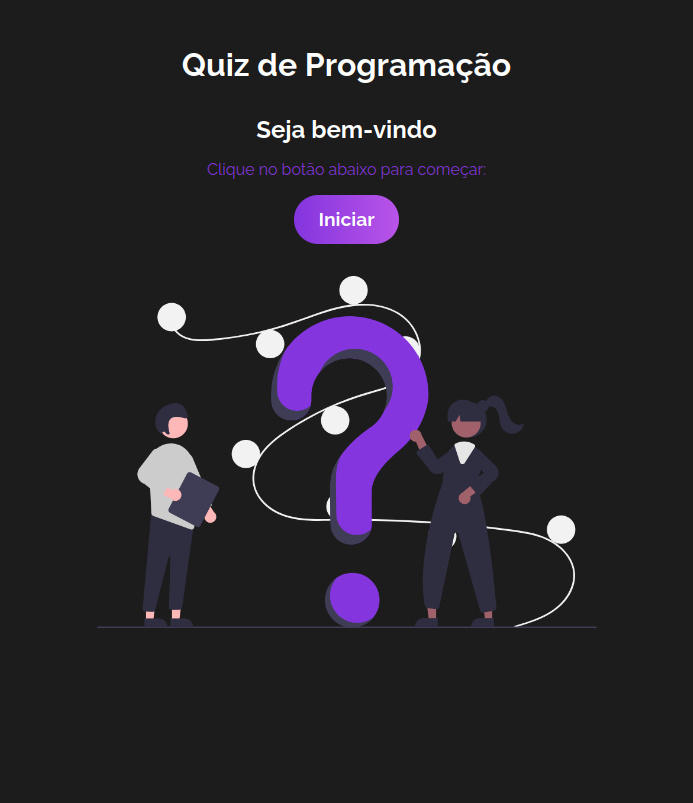 Quiz de Programação
Seja bem-vindo
Clique no botão abaixo para começar:
Iniciar